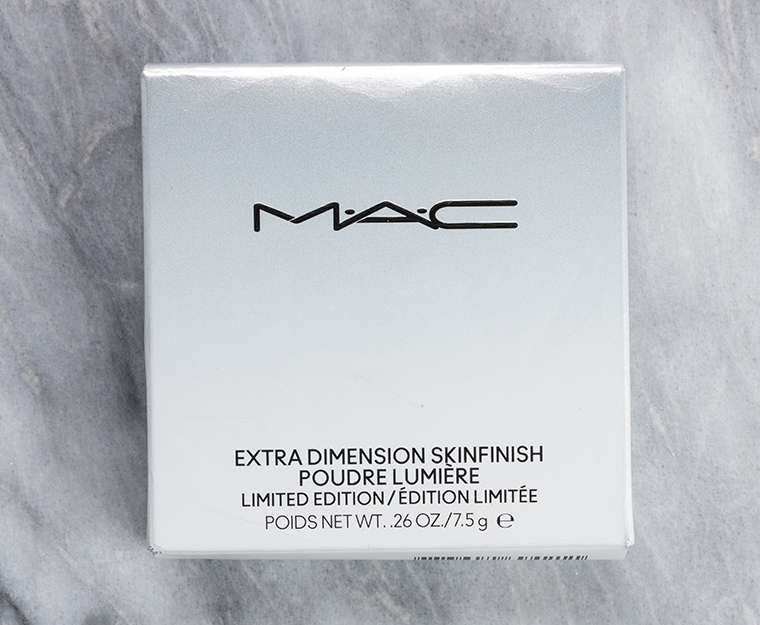 M·A·C
EXTRA DIMENSION SKINFINISH
POUDRE LUMIÈRE
LIMITED EDITION/ÉDITION LIMITÉE
POIDS NET WT. .26 OZ./7.5 g ℮